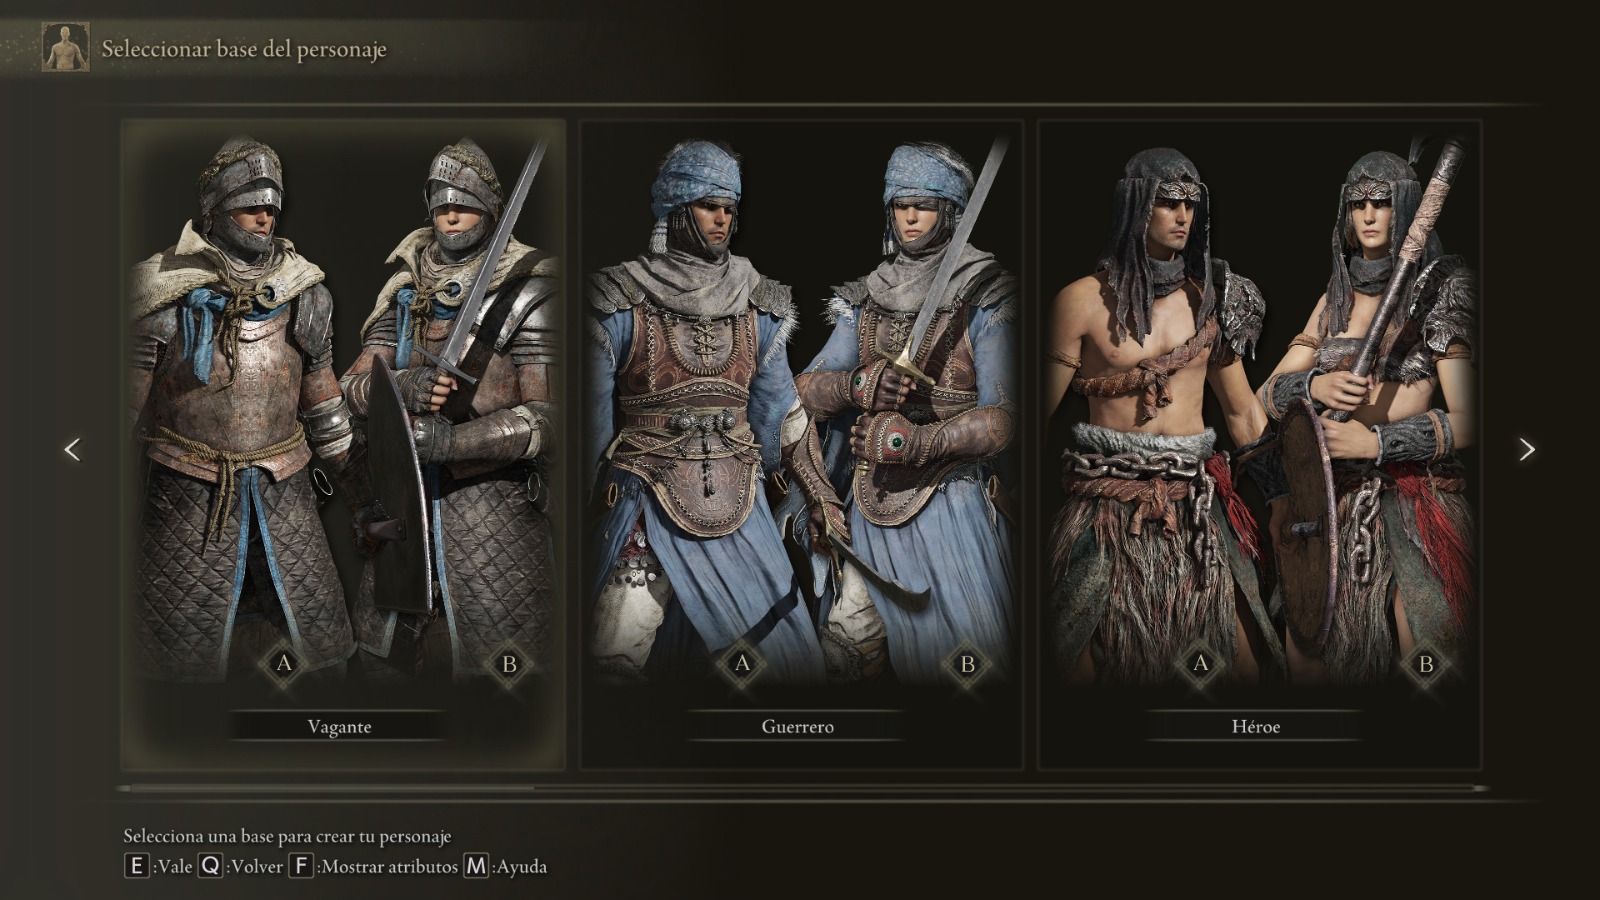 Seleccionar base del personaje
A
B
A
B
A
B
Vagante
Guerrero
Héroe
Selecciona una base para crear tu personaje
E :Vale Q :Volver F :Mostrar atributos M :Ayuda